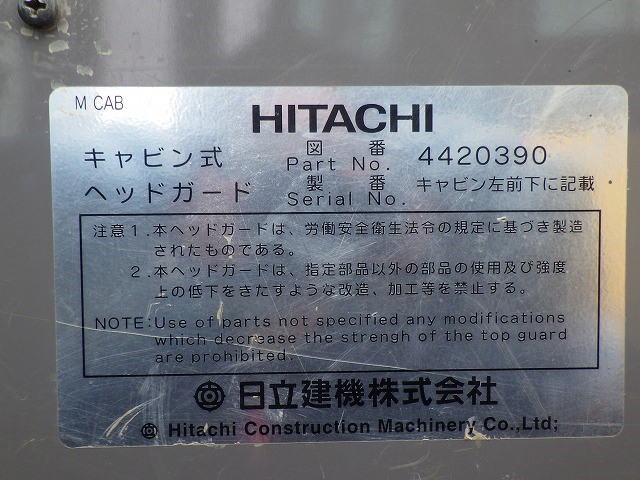 M CAB
HITACHI
キャビン式
ヘッドガード
図番
Part No. 4420390
製番
Serial No. キャビン左前下に記載
注意1.本ヘッドガードは、労働安全衛生法令の規定に基づき製造
されたものである。
2.本ヘッドガードは、指定部品以外の部品の使用及び強度
上の低下をきたすような改造、加工等を禁止する。
NOTE:Use of parts not specified any modifications
which decrease the strengh of the top guard
are prohibited.
日立建機株式会社
Hitachi Construction Machinery Co.,Ltd;